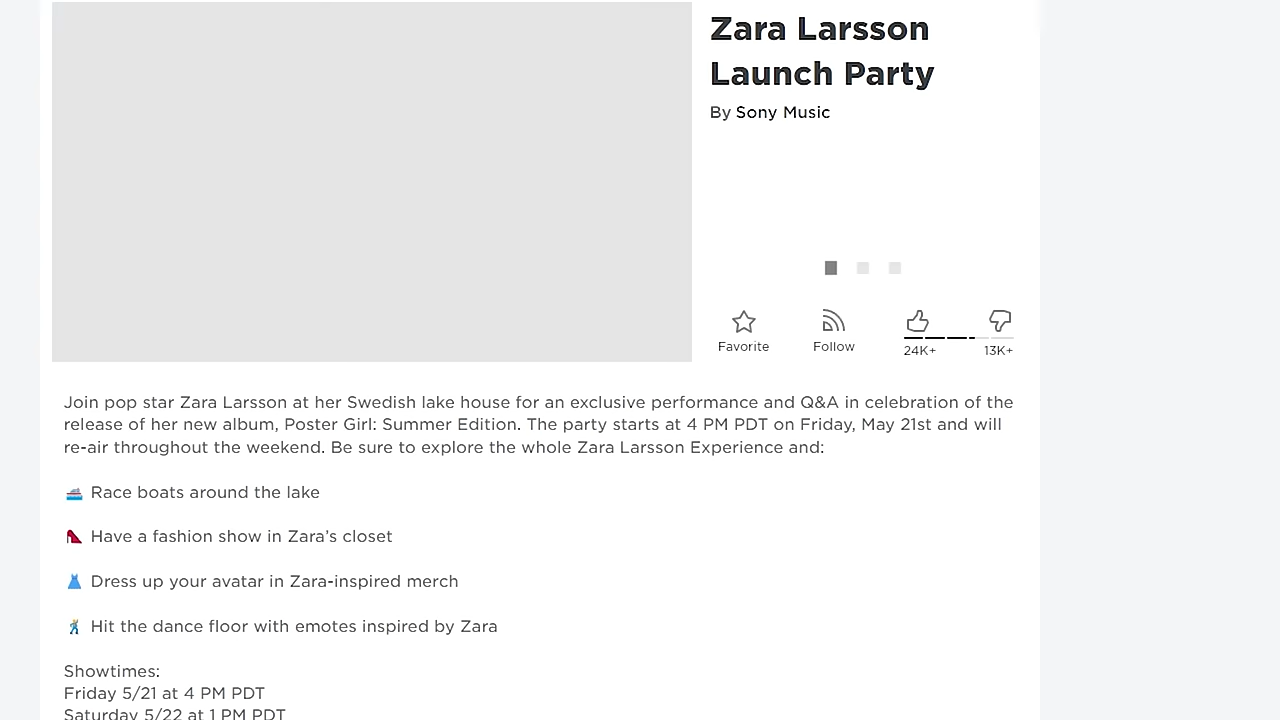 Zara Larsson
Launch Party
By Sony Music
Favorite
Follow
24K+
13K+
Join pop star Zara Larsson at her Swedish lake house for an exclusive performance and Q&A in celebration of the
release of her new album, Poster Girl: Summer Edition. The party starts at 4 PM PDT on Friday, May 21st and will
re-air throughout the weekend. Be sure to explore the whole Zara Larsson Experience and:
🚤 Race boats around the lake
👠 Have a fashion show in Zara’s closet
👗 Dress up your avatar in Zara-inspired merch
🕺 Hit the dance floor with emotes inspired by Zara
Showtimes:
Friday 5/21 at 4 PM PDT
Saturday 5/22 at 1 PM PDT